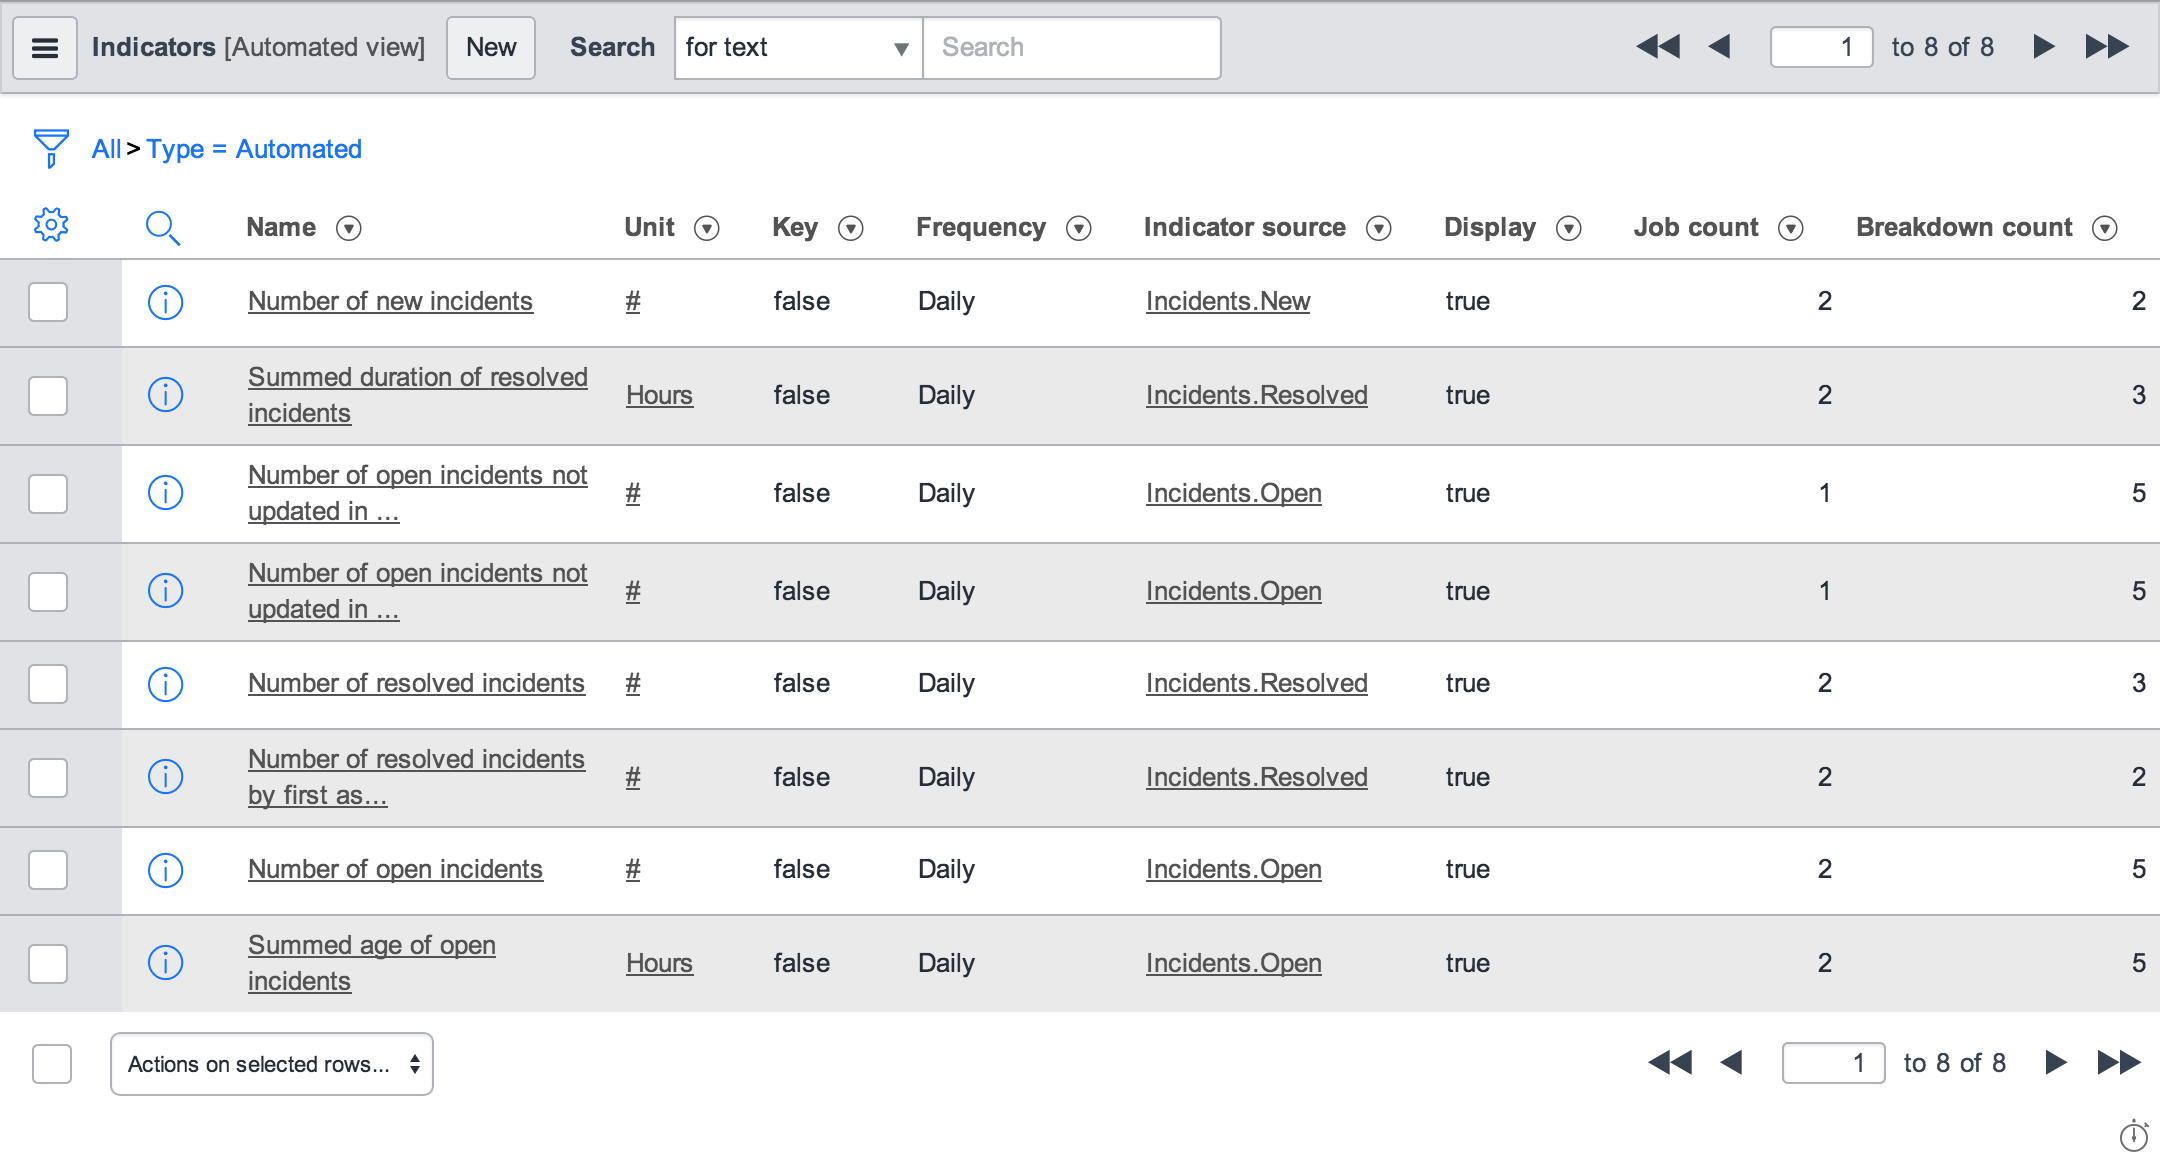 Indicators [Automated view] New Search for text Search 1 to 8 of 8
All > Type = Automated
Name Unit Key Frequency Indicator source Display Job count Breakdown count
Number of new incidents # false Daily Incidents.New true 2 2
Summed duration of resolved
incidents Hours false Daily Incidents.Resolved true 2 3
Number of open incidents not
updated in ... # false Daily Incidents.Open true 1 5
Number of open incidents not
updated in ... # false Daily Incidents.Open true 1 5
Number of resolved incidents # false Daily Incidents.Resolved true 2 3
Number of resolved incidents
by first as... # false Daily Incidents.Resolved true 2 2
Number of open incidents # false Daily Incidents.Open true 2 5
Summed age of open
incidents Hours false Daily Incidents.Open true 2 5
Actions on selected rows... 1 to 8 of 8